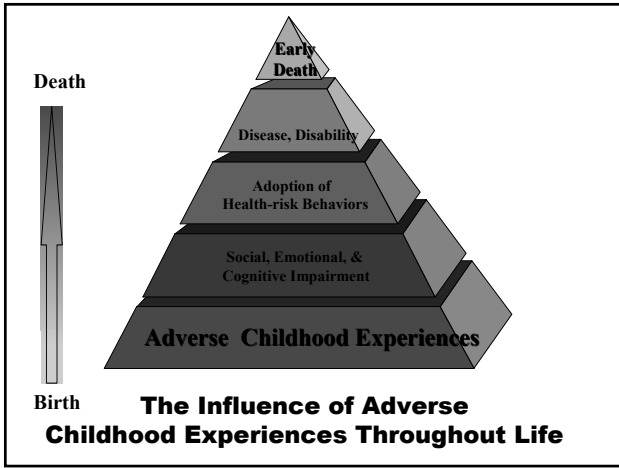 Early
Death
Death
Disease, Disability
Adoption of
Health-risk Behaviors
Social, Emotional, &
Cognitive Impairment
Adverse Childhood Experiences
Birth
The Influence of Adverse
Childhood Experiences Throughout Life